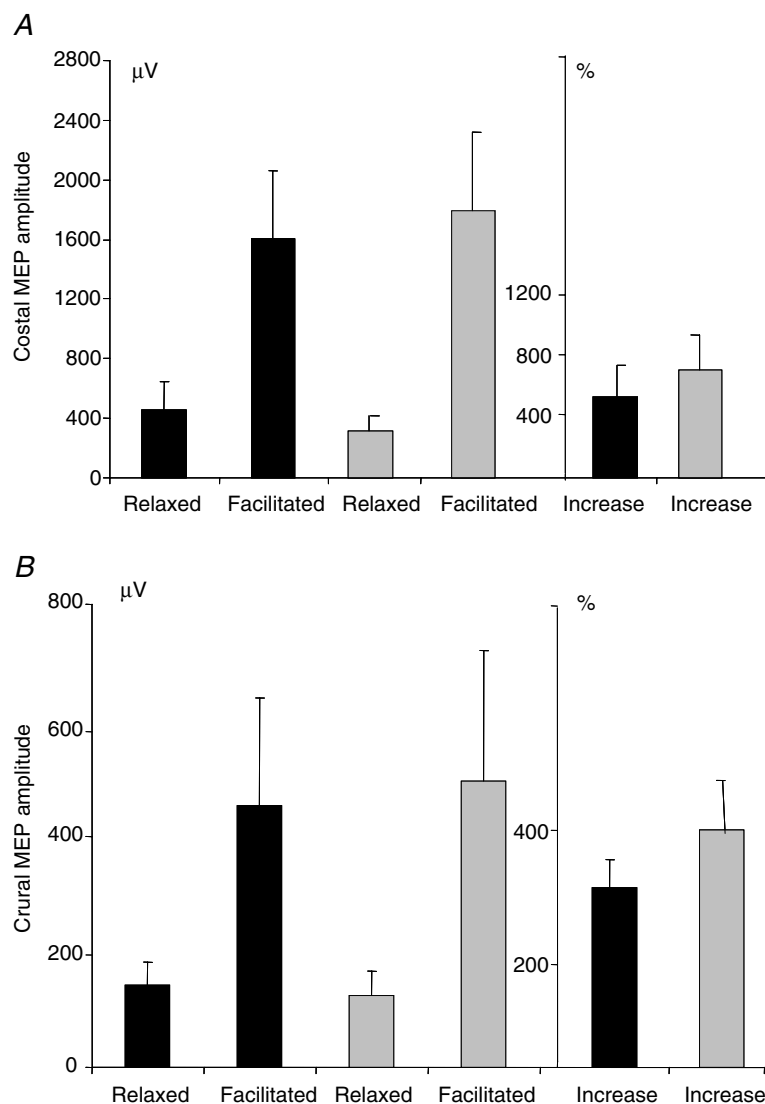 A
μV
%
2800
2400
2000
1600
1200
800
400
0
1200
800
400
Costal MEP amplitude
Relaxed Facilitated Relaxed Facilitated Increase Increase
B
μV
%
800
600
400
200
0
400
200
Crural MEP amplitude
Relaxed Facilitated Relaxed Facilitated Increase Increase